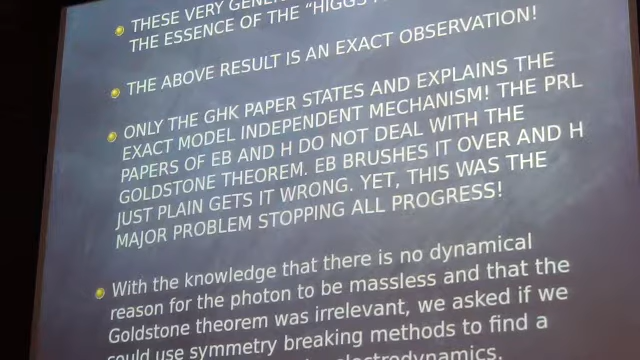 THESE VERY
THE ESSENCE OF THE "HIGGS
THE ABOVE RESULT IS AN EXACT OBSERVATION!
ONLY THE GHK PAPER STATES AND EXPLAINS THE
EXACT MODEL INDEPENDENT MECHANISM! THE PRL
PAPERS OF EB AND H DO NOT DEAL WITH THE
GOLDSTONE THEOREM. EB BRUSHES IT OVER AND H
JUST PLAIN GETS IT WRONG. YET, THIS WAS THE
MAJOR PROBLEM STOPPING ALL PROGRESS!
With the knowledge that there is no dynamical
reason for the photon to be massless and that the
Goldstone theorem was irrelevant, we asked if we
could use symmetry breaking methods to find a
electrodynamics.